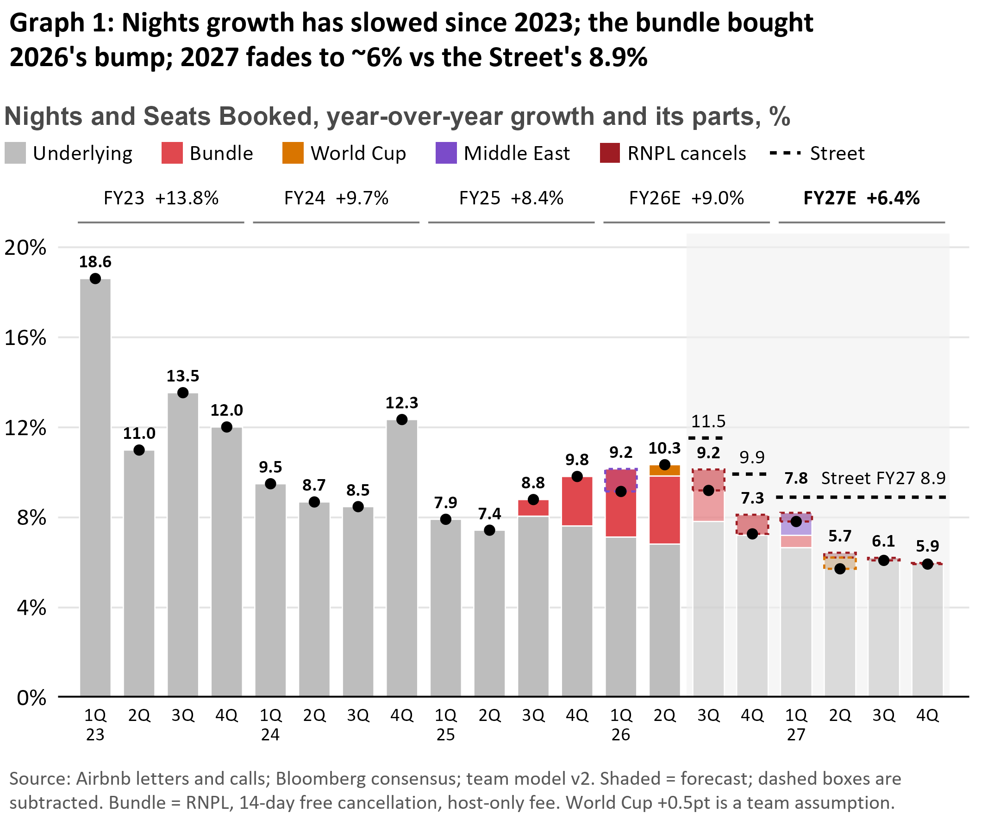 Graph 1: Nights growth has slowed since 2023; the bundle bought
2026's bump; 2027 fades to ~6% vs the Street's 8.9%
Nights and Seats Booked, year-over-year growth and its parts, %
Underlying Bundle World Cup Middle East RNPL cancels Street
FY23 +13.8% FY24 +9.7% FY25 +8.4% FY26E +9.0% FY27E +6.4%
20%
16%
12%
8%
4%
0%
18.6
11.0
13.5
12.0
9.5
8.7
8.5
12.3
7.9
7.4
8.8
9.8
9.2
10.3
11.5
9.2
9.9
7.3
7.8
Street FY27 8.9
5.7
6.1
5.9
1Q 2Q 3Q 4Q 1Q 2Q 3Q 4Q 1Q 2Q 3Q 4Q 1Q 2Q 3Q 4Q 1Q 2Q 3Q 4Q
23 24 25 26 27
Source: Airbnb letters and calls; Bloomberg consensus; team model v2. Shaded = forecast; dashed boxes are
subtracted. Bundle = RNPL, 14-day free cancellation, host-only fee. World Cup +0.5pt is a team assumption.